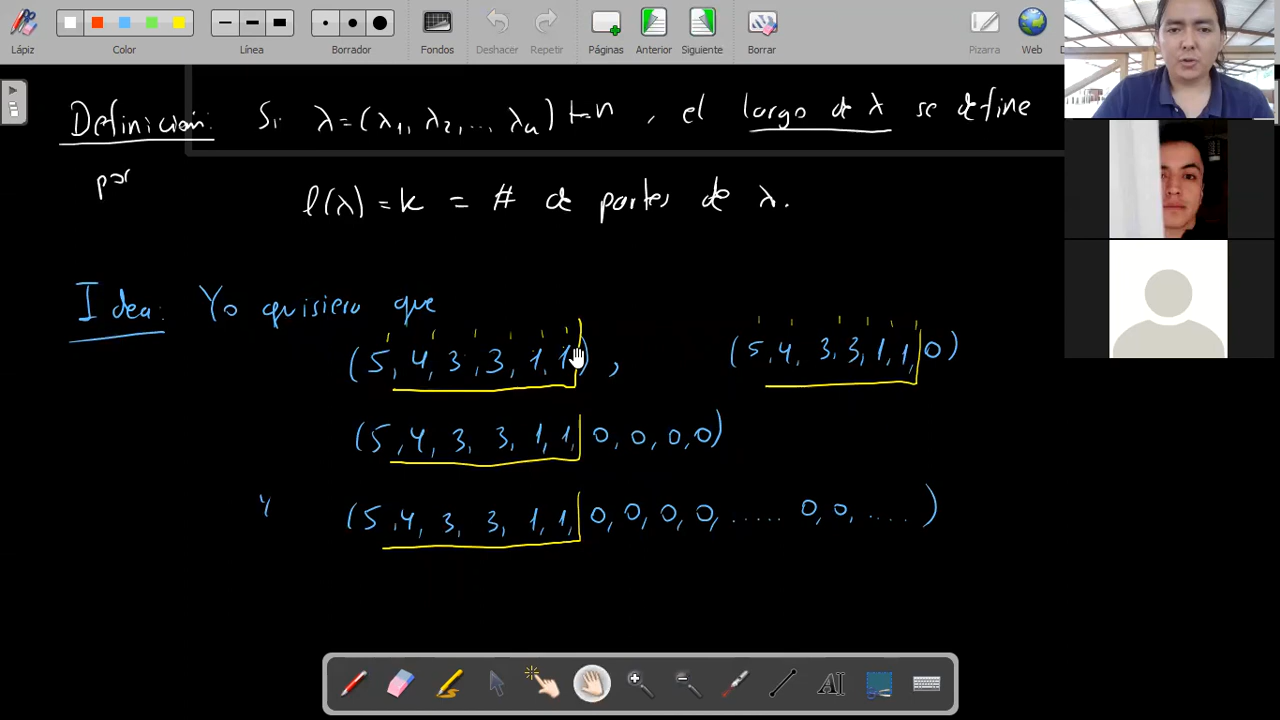 Lápiz Color Línea Borrador Fondos Deshacer Repetir Páginas Anterior Siguiente Borrar Pizarra Web
Definición: Si λ=(λ₁, λ₂, ... λₖ) ⊢ n, el largo de λ se define
por
l(λ) = k = # de partes de λ.
Idea: Yo quisiera que
(5, 4, 3, 3, 1, 1), (5, 4, 3, 3, 1, 1, 0)
(5, 4, 3, 3, 1, 1, 0, 0, 0, 0)
Y (5, 4, 3, 3, 1, 1, 0, 0, 0, 0, ..... 0, 0, .....)
AI